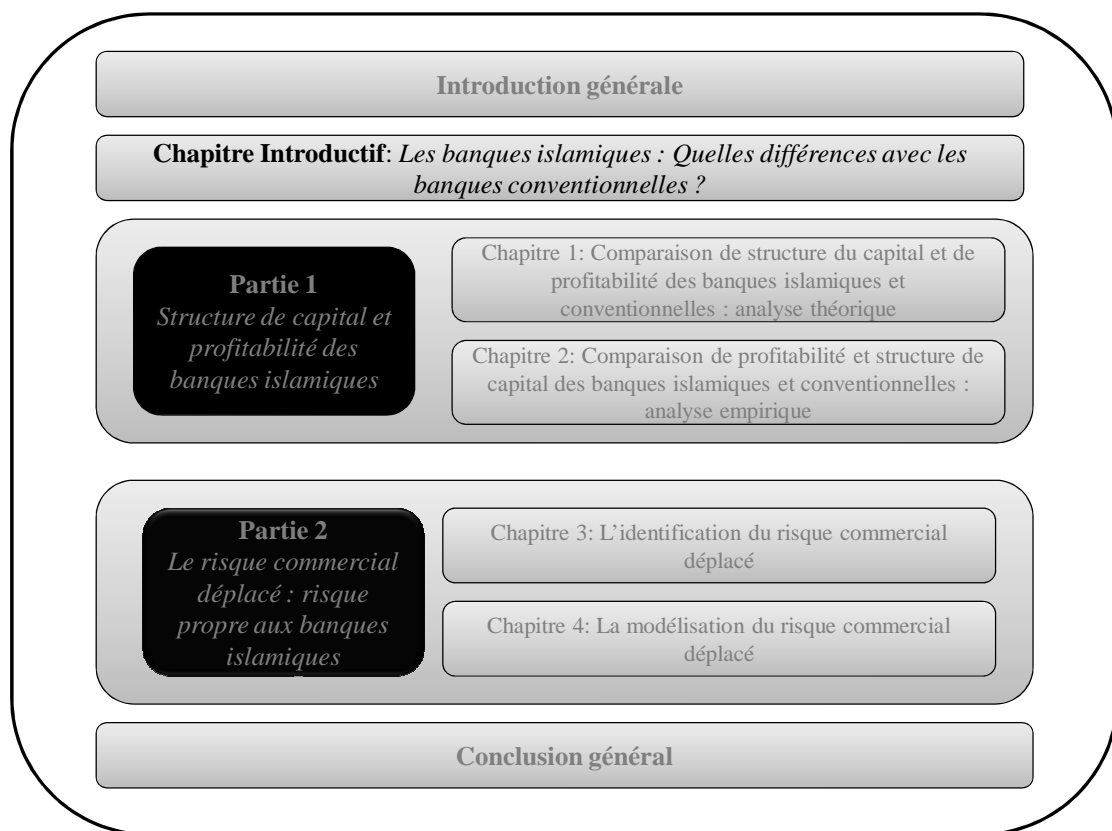 Introduction générale
Chapitre Introductif: Les banques islamiques : Quelles différences avec les
banques conventionnelles ?
Partie 1
Structure de capital et
profitabilité des
banques islamiques
Chapitre 1: Comparaison de structure du capital et de
profitabilité des banques islamiques et
conventionnelles : analyse théorique
Chapitre 2: Comparaison de profitabilité et structure de
capital des banques islamiques et conventionnelles :
analyse empirique
Partie 2
Le risque commercial
déplacé : risque
propre aux banques
islamiques
Chapitre 3: L’identification du risque commercial
déplacé
Chapitre 4: La modélisation du risque commercial
déplacé
Conclusion général